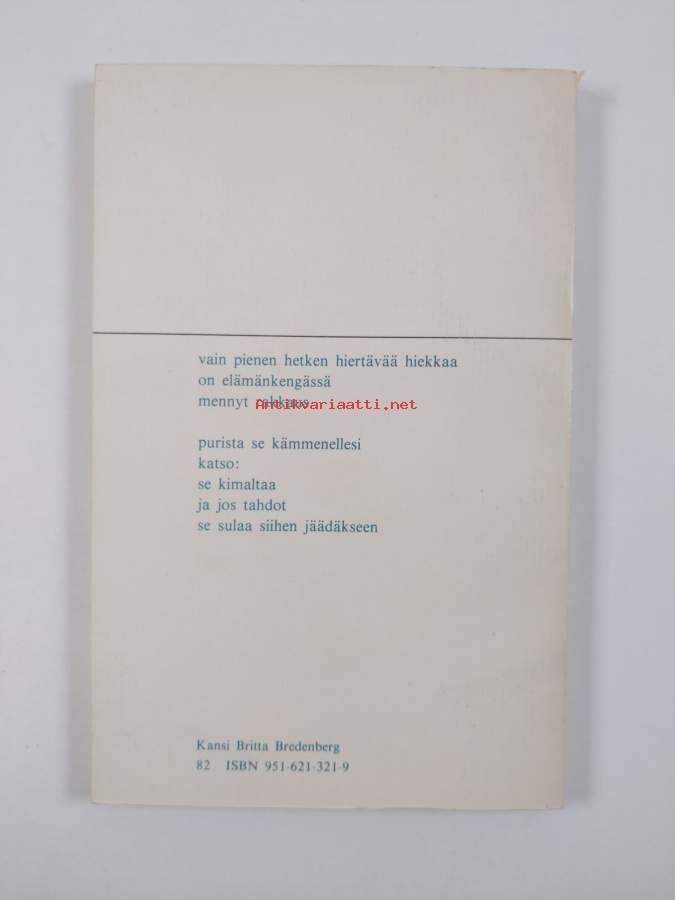 vain pienen hetken hiertävää hiekkaa
on elämänkengässä
mennyt rakkaus
Antikvariaatti.net
purista se kämmenellesi
katso:
se kimaltaa
ja jos tahdot
se sulaa siihen jäädäkseen
Kansi Britta Bredenberg
82 ISBN 951-621-321-9